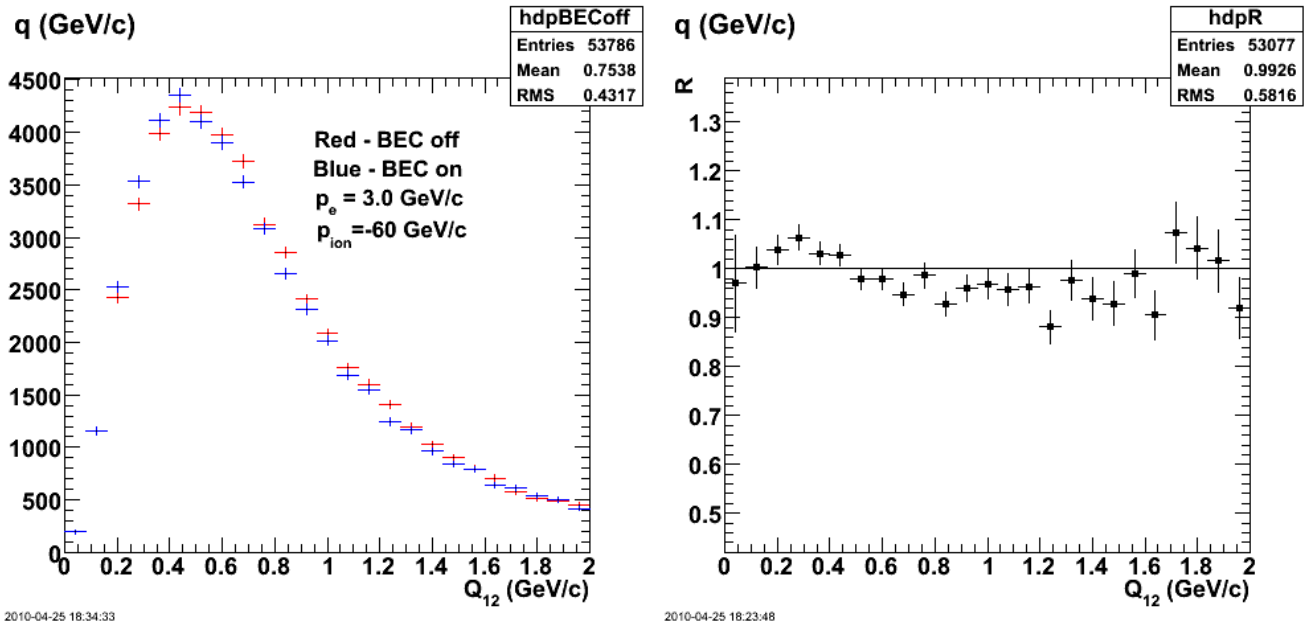 q (GeV/c)
hdpBECoff
Entries 53786
Mean 0.7538
RMS 0.4317
4500
4000
3500
3000
2500
2000
1500
1000
500
0
Red - BEC off
Blue - BEC on
p_e = 3.0 GeV/c
p_ion=-60 GeV/c
0 0.2 0.4 0.6 0.8 1 1.2 1.4 1.6 1.8 2
Q_12 (GeV/c)
2010-04-25 18:34:33
q (GeV/c)
hdpR
Entries 53077
Mean 0.9926
RMS 0.5816
R
1.3
1.2
1.1
1
0.9
0.8
0.7
0.6
0.5
0 0.2 0.4 0.6 0.8 1 1.2 1.4 1.6 1.8 2
Q_12 (GeV/c)
2010-04-25 18:23:48